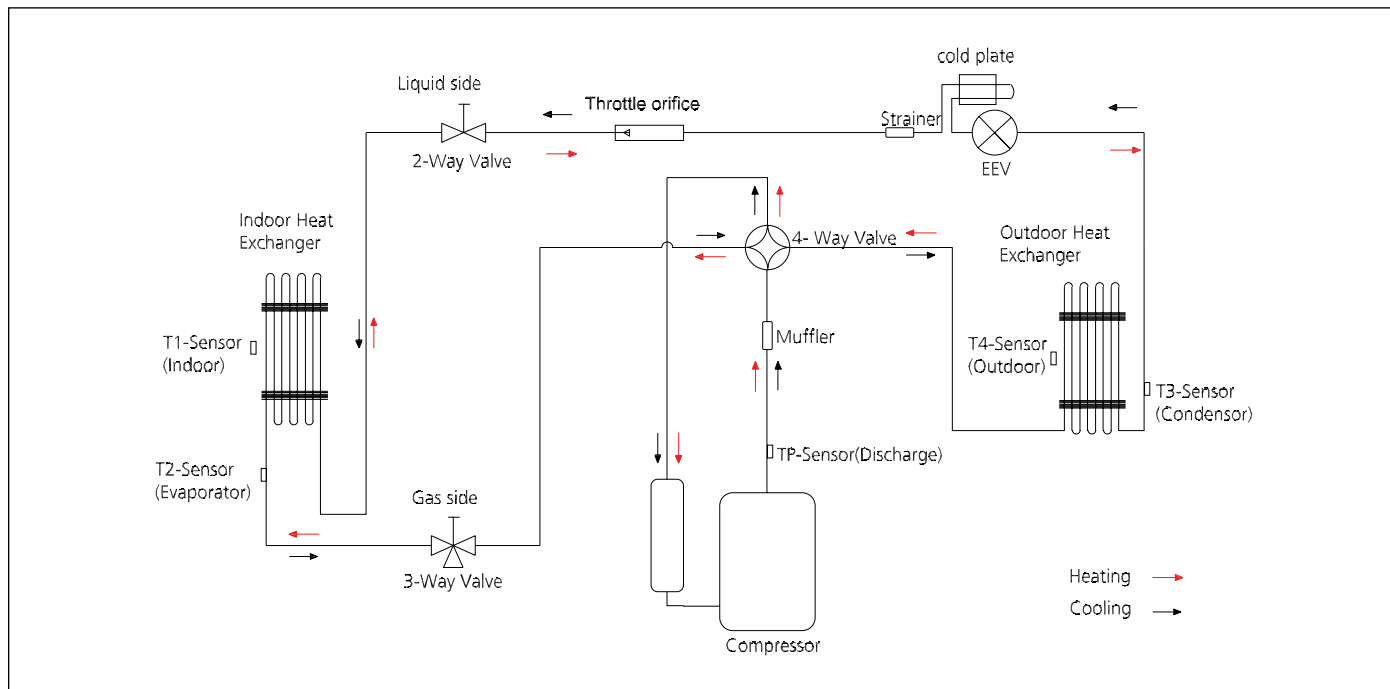 cold plate
Liquid side
Throttle orifice
Strainer
2-Way Valve
EEV
Indoor Heat
Exchanger
4- Way Valve
Outdoor Heat
Exchanger
T1-Sensor
(Indoor)
Muffler
T4-Sensor
(Outdoor)
T3-Sensor
(Condensor)
T2-Sensor
(Evaporator)
TP-Sensor(Discharge)
Gas side
3-Way Valve
Heating
Cooling
Compressor